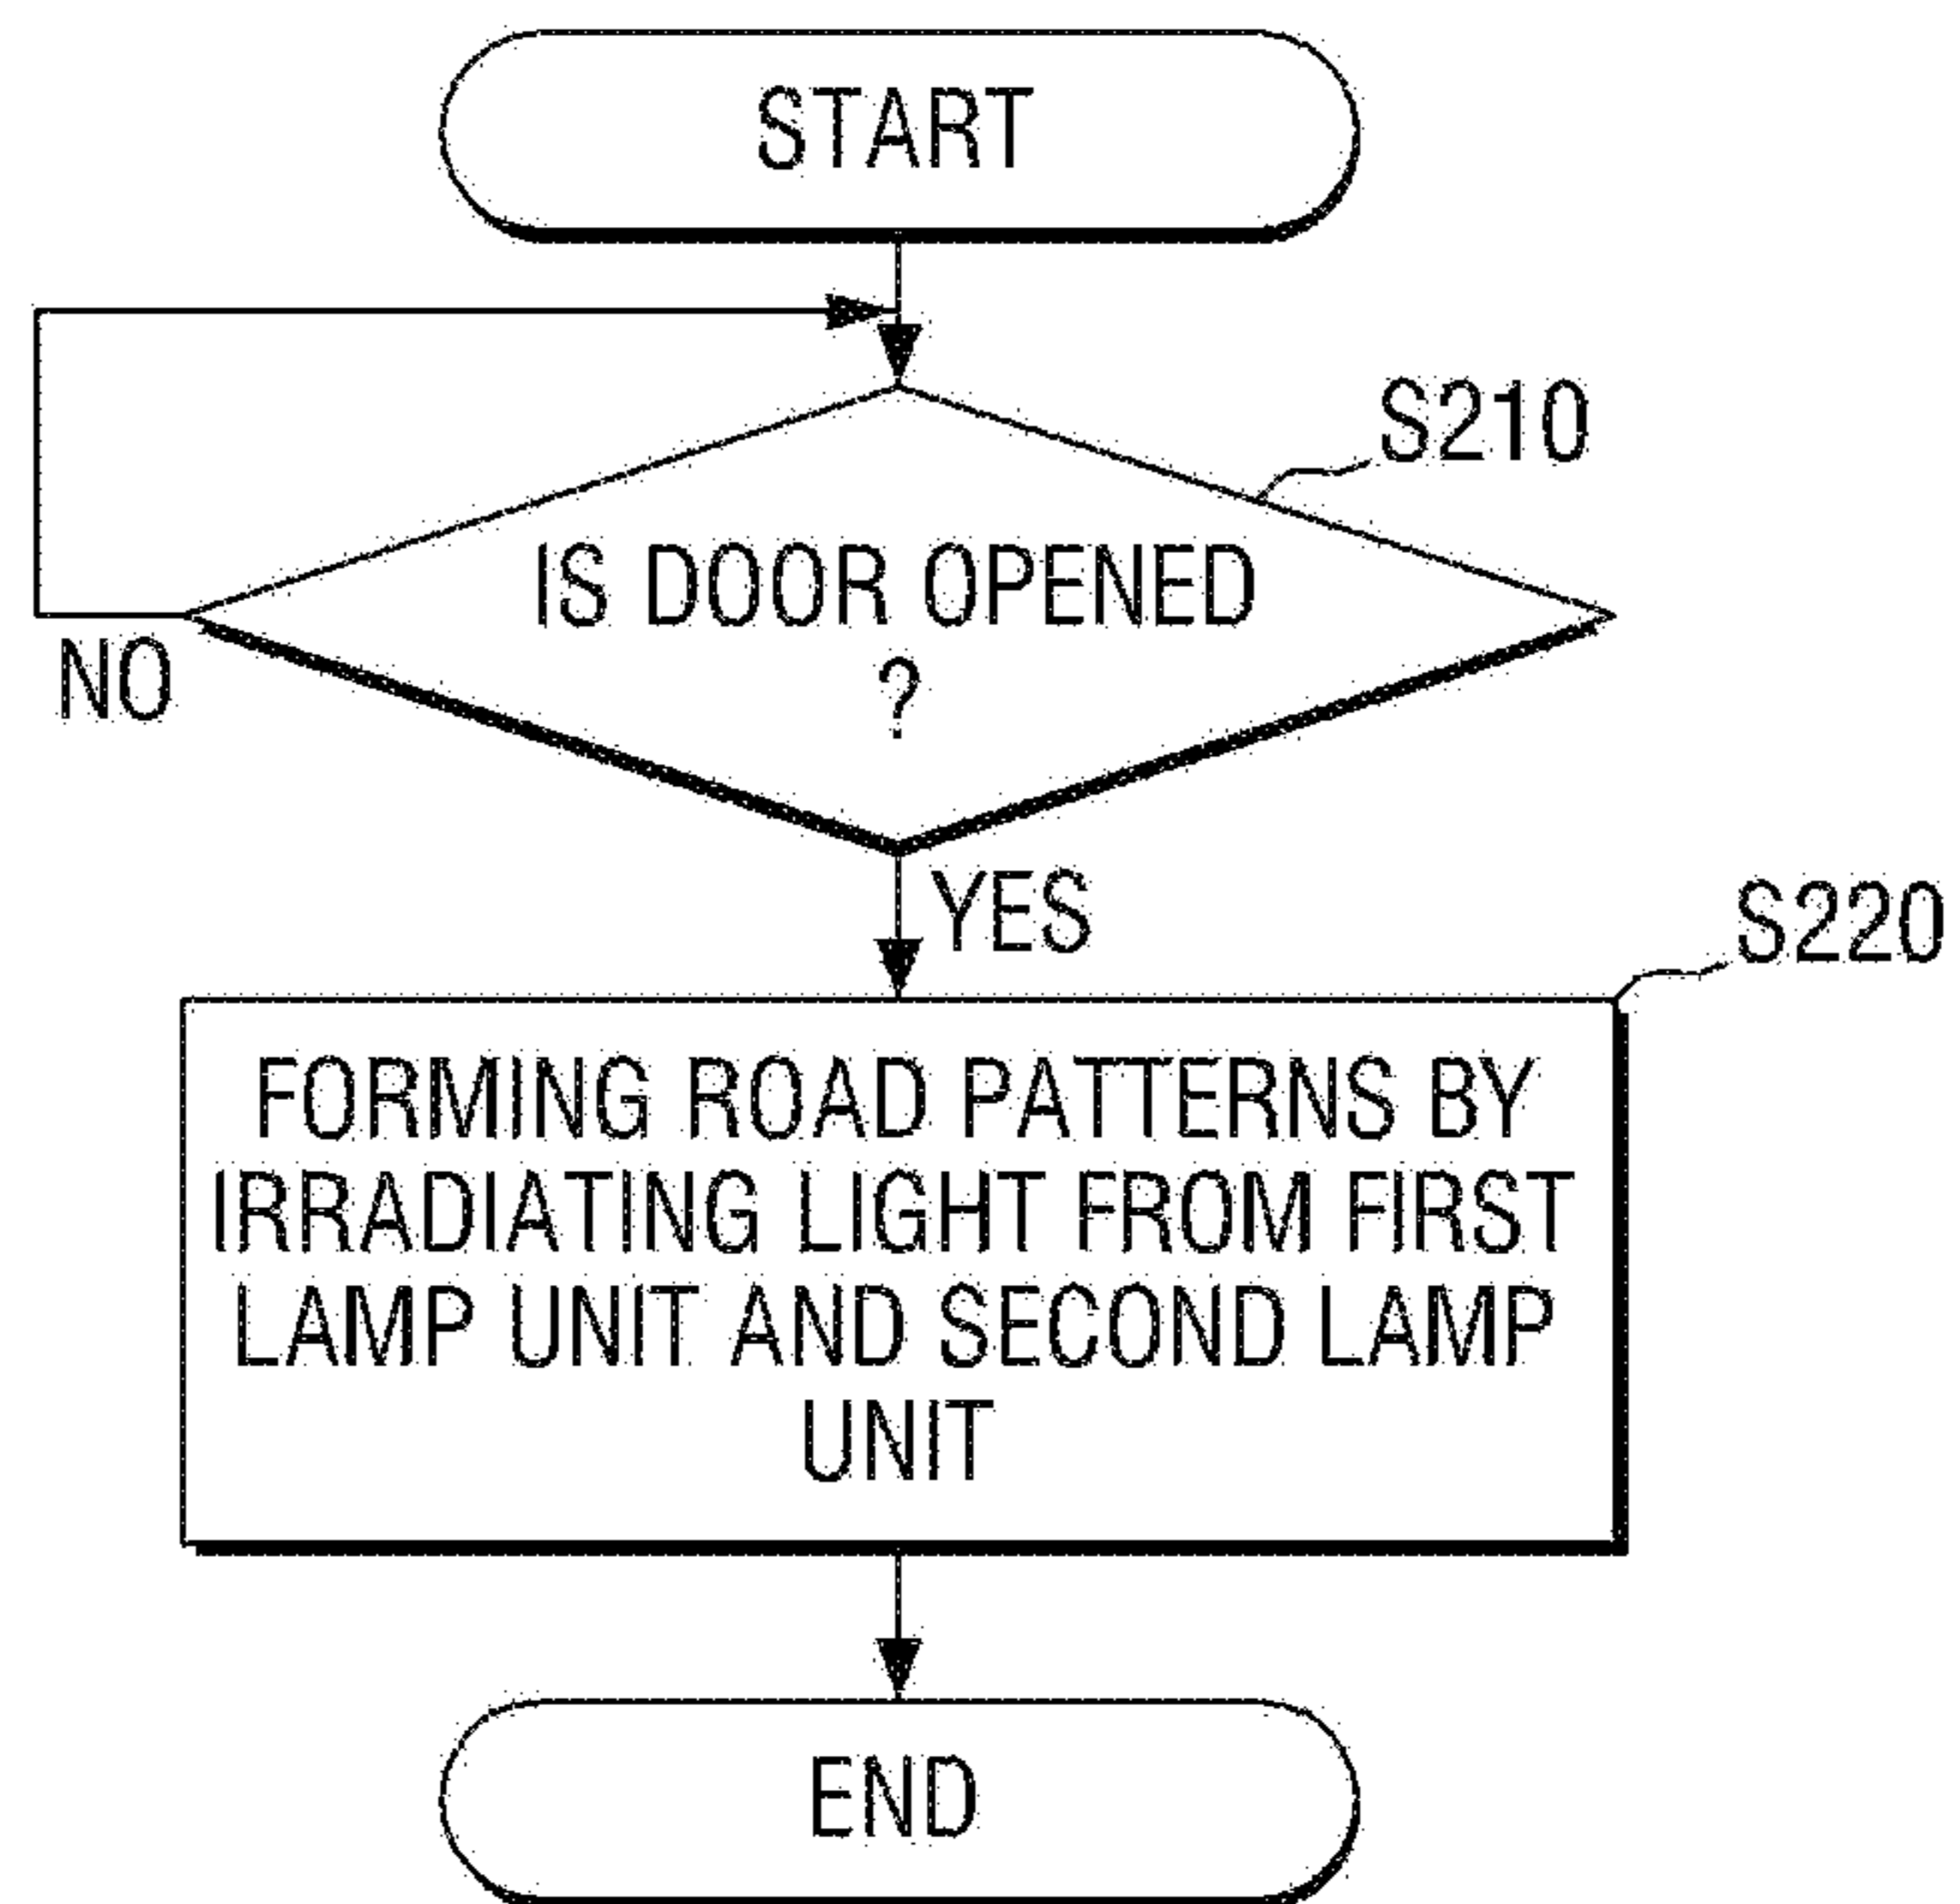 START
S210
IS DOOR OPENED
?
NO
YES
S220
FORMING ROAD PATTERNS BY
IRRADIATING LIGHT FROM FIRST
LAMP UNIT AND SECOND LAMP
UNIT
END